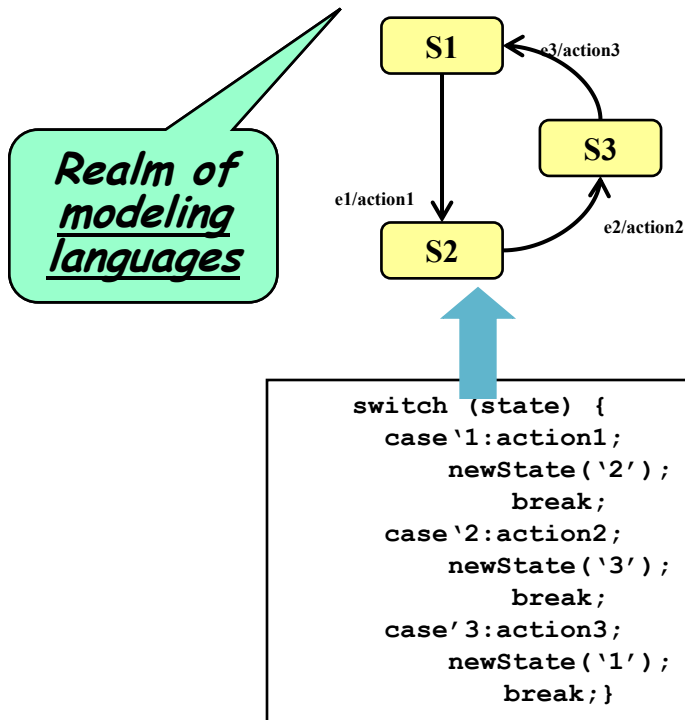 S1
e3/action3
S3
Realm of
modeling
languages
e1/action1
e2/action2
S2
switch (state) {
case‘1:action1;
newState(‘2’);
break;
case‘2:action2;
newState(‘3’);
break;
case’3:action3;
newState(‘1’);
break;}